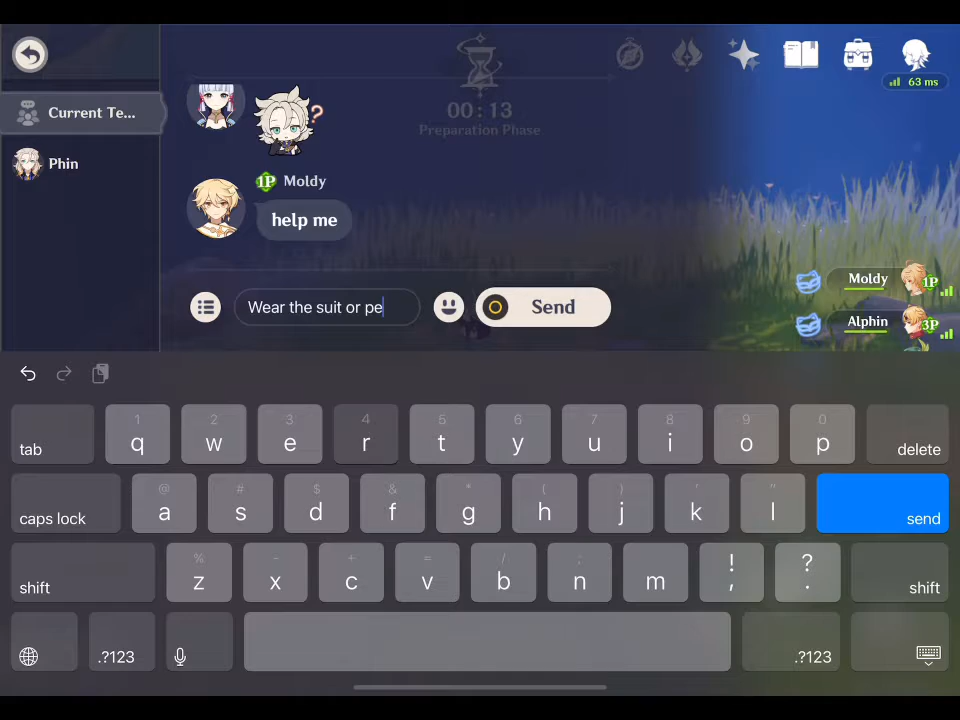 63 ms
Current Te...
00:13
Preparation Phase
Phin
?
1P Moldy
help me
Moldy 1P
Wear the suit or pe
Send
Alphin 3P
1 2 3 4 5 6 7 8 9 0
tab q w e r t y u i o p delete
@ # $ & * ( ) ' "
caps lock a s d f g h j k l send
% - + = / ; ! ?
shift z x c v b n m , . shift
.?123 .?123